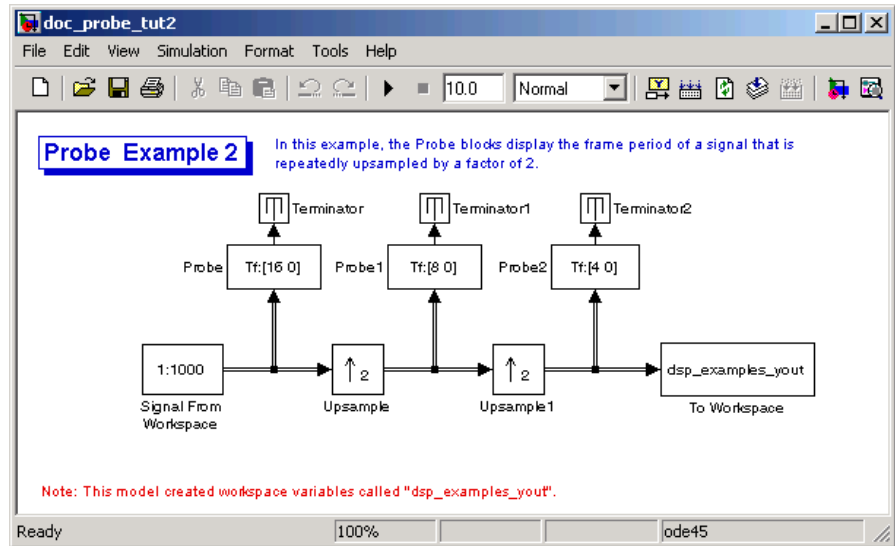 doc_probe_tut2
File Edit View Simulation Format Tools Help
10.0 Normal
Probe Example 2
In this example, the Probe blocks display the frame period of a signal that is
repeatedly upsampled by a factor of 2.
Terminator Terminator1 Terminator2
Probe Tf:[16 0] Probe1 Tf:[8 0] Probe2 Tf:[4 0]
1:1000 2 2 dsp_examples_yout
Signal From
Workspace
Upsample Upsample1 To Workspace
Note: This model created workspace variables called "dsp_examples_yout".
Ready 100% ode45